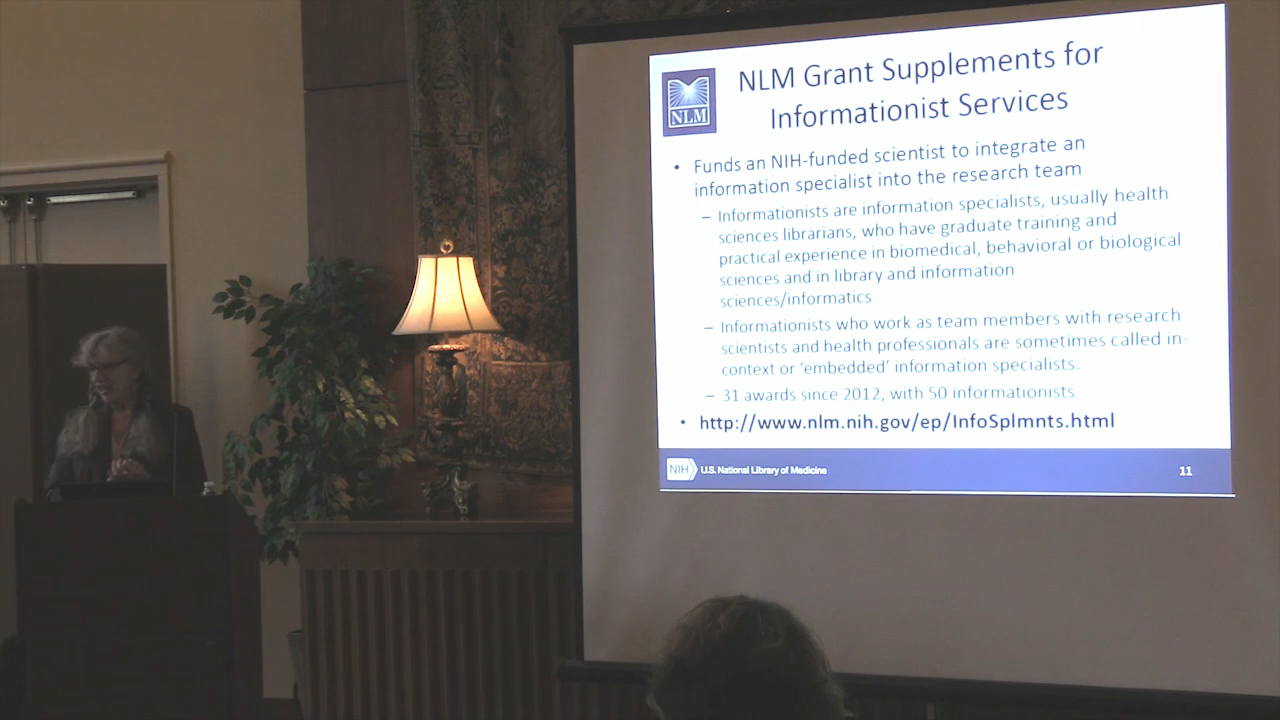 NLM Grant Supplements for
Informationist Services
NLM
• Funds an NIH-funded scientist to integrate an
information specialist into the research team
– Informationists are information specialists, usually health
sciences librarians, who have graduate training and
practical experience in biomedical, behavioral or biological
sciences and in library and information
sciences/informatics
– Informationists who work as team members with research
scientists and health professionals are sometimes called in-
context or ‘embedded’ information specialists.
– 31 awards since 2012, with 50 informationists
• http://www.nlm.nih.gov/ep/InfoSplmnts.html
NIH U.S. National Library of Medicine 11